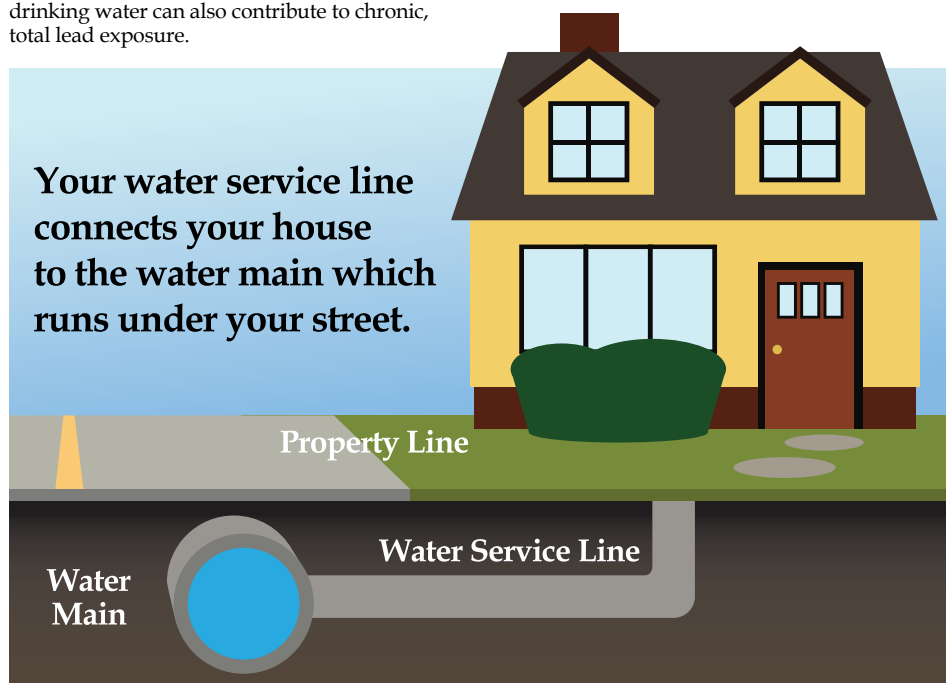 drinking water can also contribute to chronic,
total lead exposure.
Your water service line
connects your house
to the water main which
runs under your street.
Property Line
Water Service Line
Water
Main